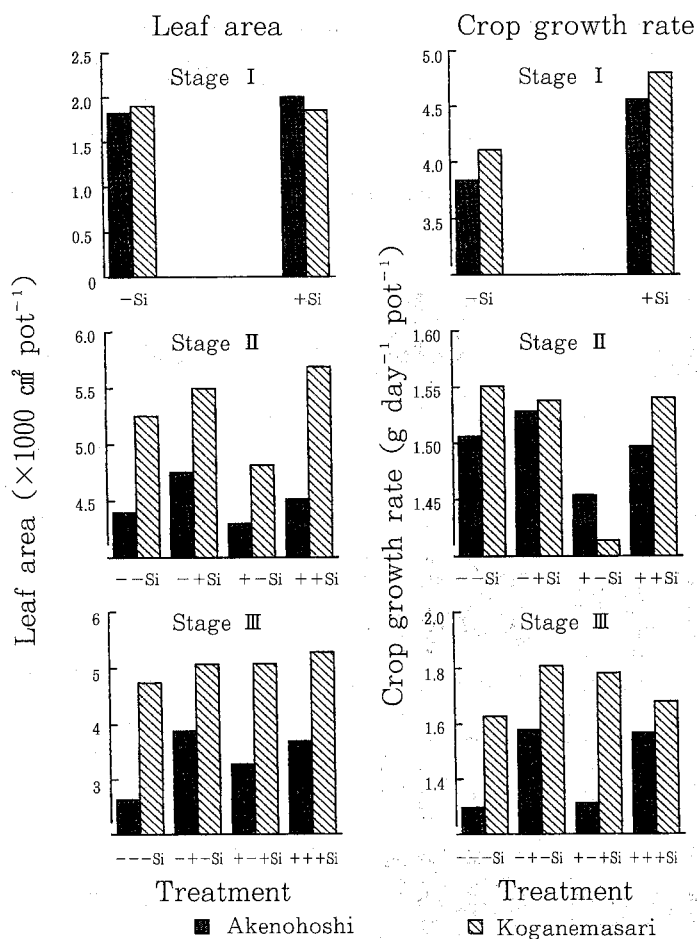 Leaf area
Crop growth rate
Leaf area (×1000 cm² pot⁻¹)
Stage Ⅰ
2.5
2.0
1.5
1.0
0.5
0
-Si
+Si
Stage Ⅱ
6.0
5.5
5.0
4.5
--Si
-+Si
+-Si
++Si
Stage Ⅲ
6
5
4
3
---Si
-+-Si
+-+Si
+++Si
Treatment
Crop growth rate (g day⁻¹ pot⁻¹)
Stage Ⅰ
5.0
4.5
4.0
3.5
-Si
+Si
Stage Ⅱ
1.60
1.55
1.50
1.45
--Si
-+Si
+-Si
++Si
Stage Ⅲ
2.0
1.8
1.6
1.4
---Si
-+-Si
+-+Si
+++Si
Treatment
Akenohoshi
Koganemasari